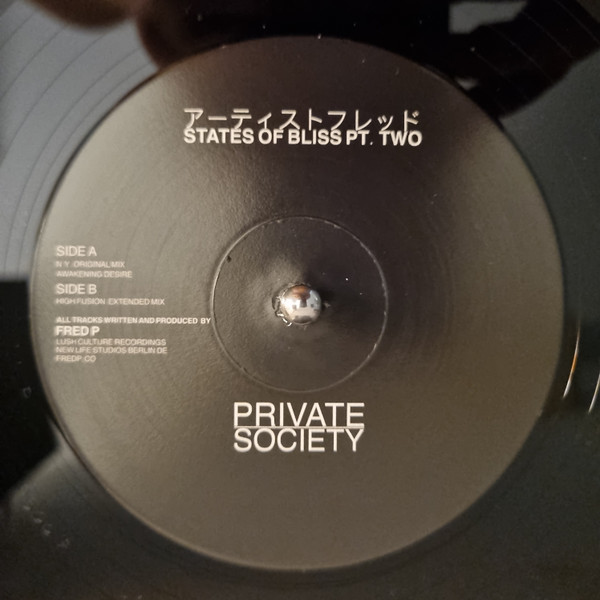 アーティストフレッド
STATES OF BLISS PT. TWO
SIDE A
N.Y. ORIGINAL MIX
AWAKENING DESIRE
SIDE B
HIGH FUSION EXTENDED MIX
ALL TRACKS WRITTEN AND PRODUCED BY
FRED P
LUSH CULTURE RECORDINGS
NEW LIFE STUDIOS BERLIN DE
FREDP.CO
PRIVATE
SOCIETY